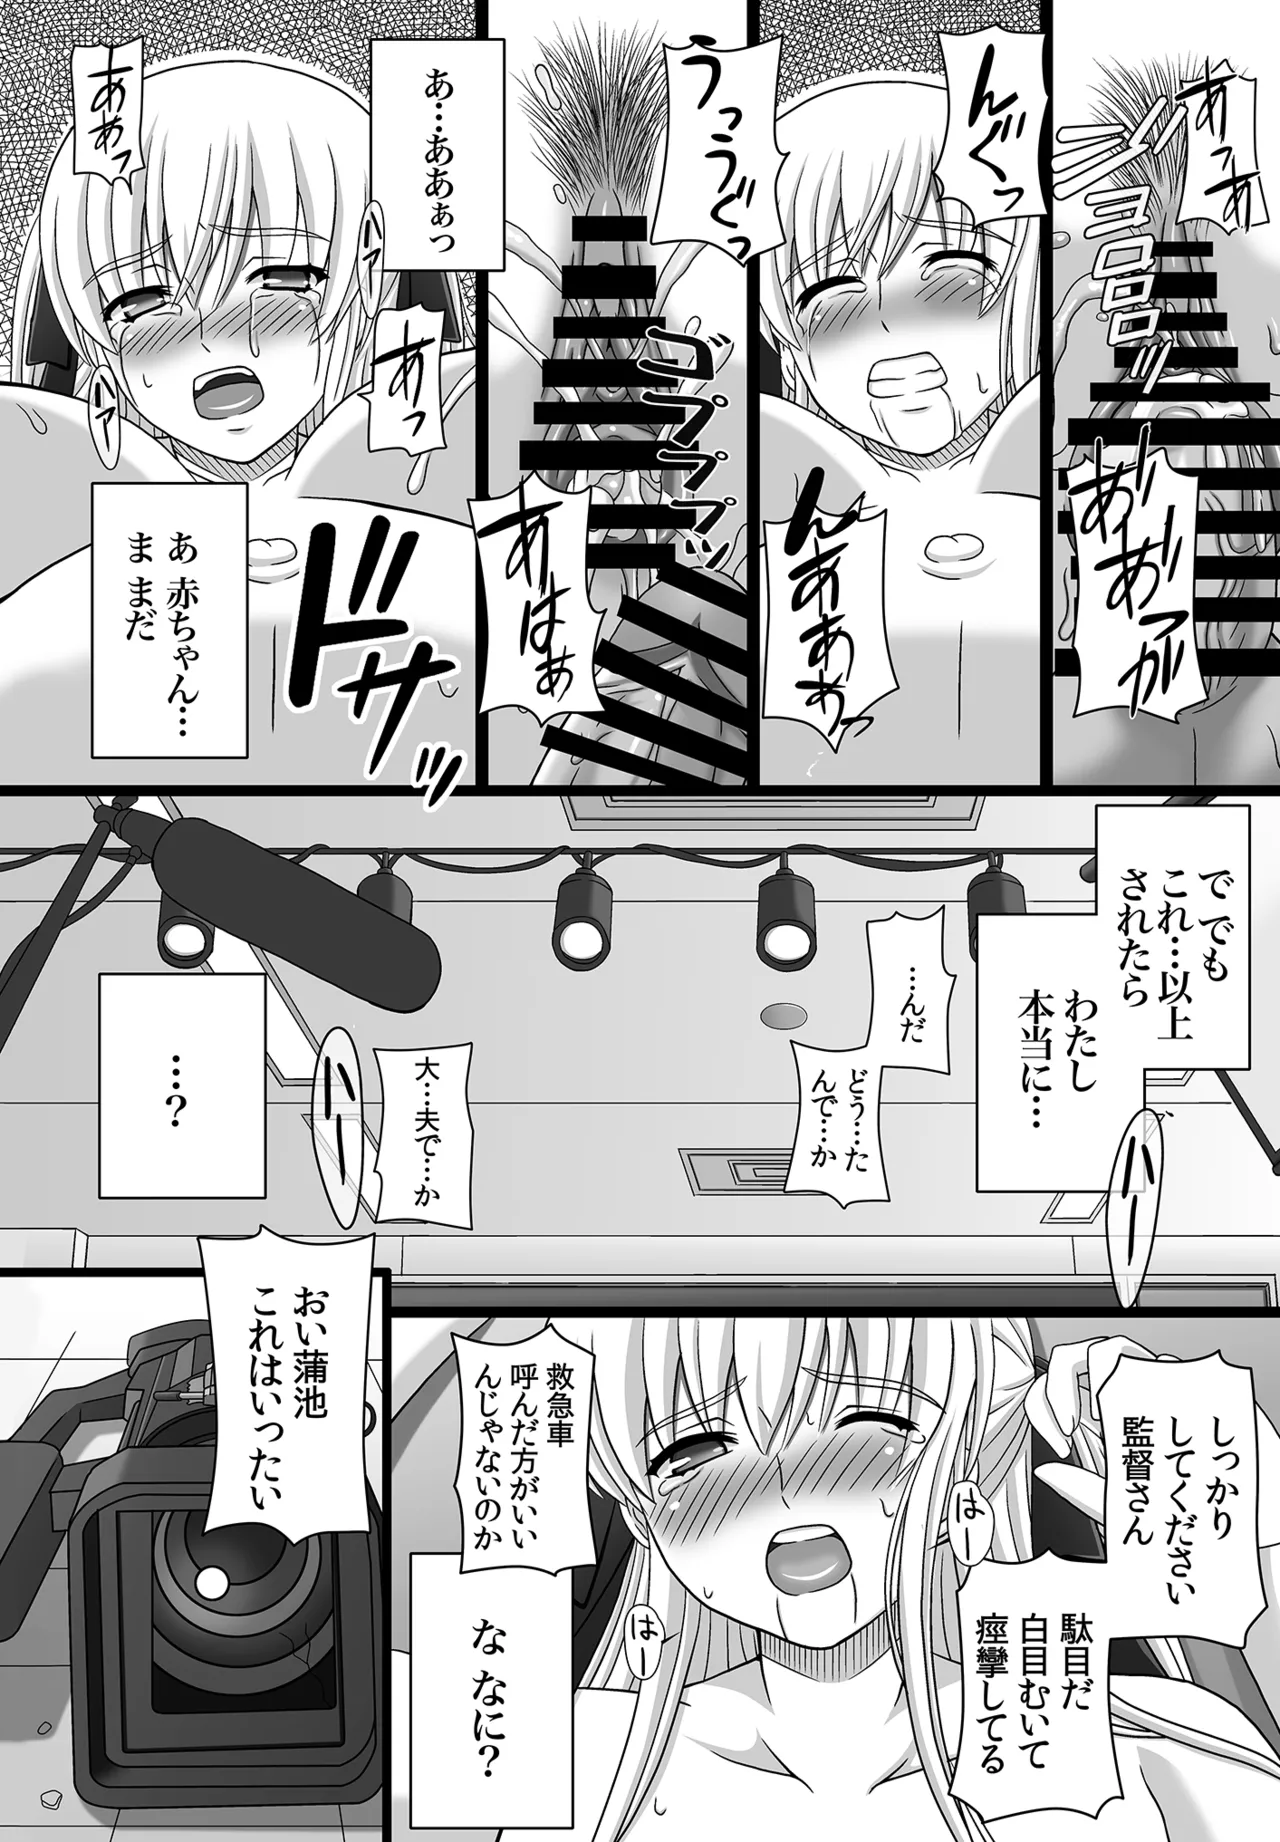 あっあ
コロロッ
あ゛りあ゛がっ
んぐっ
んああああっ
うっうぐっ
ゴププププッ
あはぁ
あ…ああぁっ
ああっ
ハァ
ハァー
あっ
あ 赤ちゃん…
ま まだ
ドサッ
で でも
これ…以上
されたら
わたし
本当に…
ハー
…んだ
どう…た
んで…か
大…夫で…か
ハー
…?
しっかり
してください
監督さん
駄目だ
白目むいて
痙攣してる
はー
はー
救急車
呼んだ方がいい
んじゃないのか
な なに?
おい蒲池
これはいったい